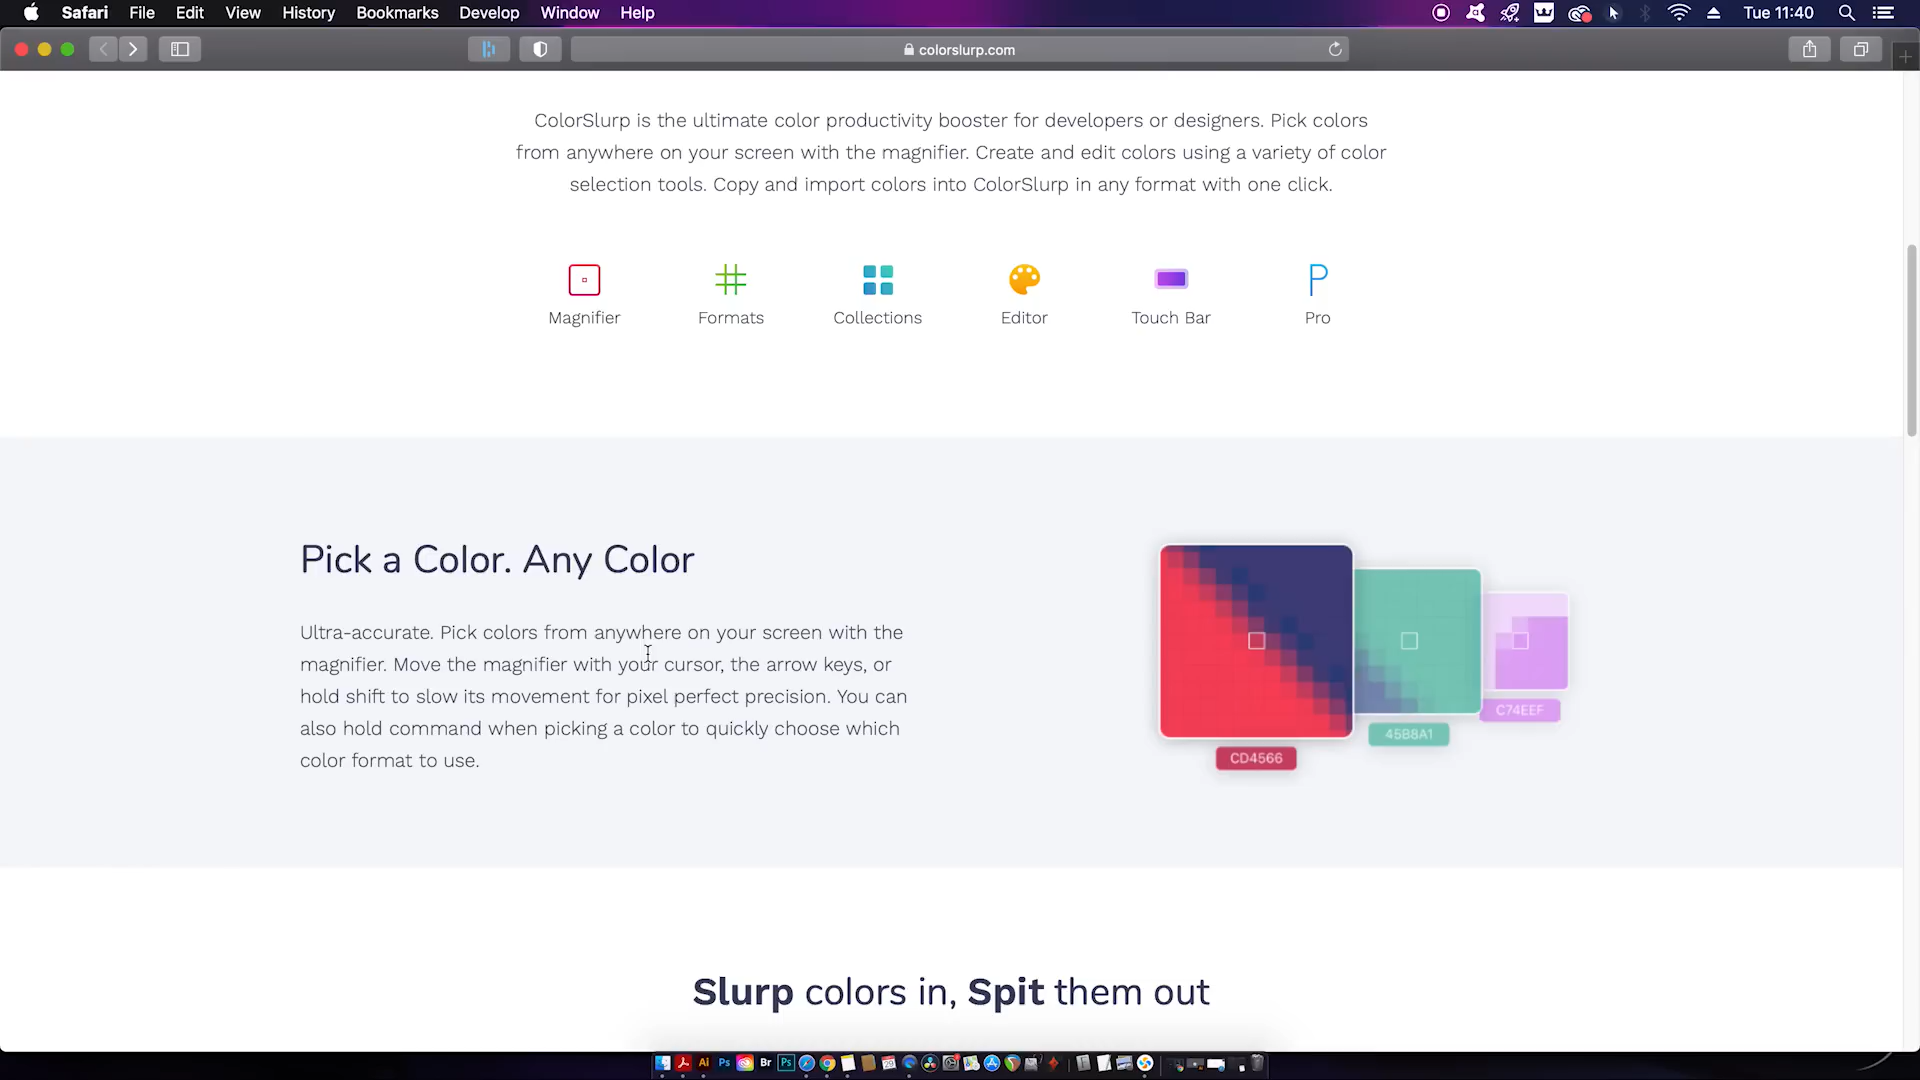 Safari File Edit View History Bookmarks Develop Window Help Tue 11:40
colorslurp.com
ColorSlurp is the ultimate color productivity booster for developers or designers. Pick colors
from anywhere on your screen with the magnifier. Create and edit colors using a variety of color
selection tools. Copy and import colors into ColorSlurp in any format with one click.
P
Magnifier Formats Collections Editor Touch Bar Pro
Pick a Color. Any Color
Ultra-accurate. Pick colors from anywhere on your screen with the
magnifier. Move the magnifier with your cursor, the arrow keys, or
hold shift to slow its movement for pixel perfect precision. You can
also hold command when picking a color to quickly choose which
color format to use.
C74EEF
45B8A1
CD4566
Slurp colors in, Spit them out
Ai Ps Br Ps